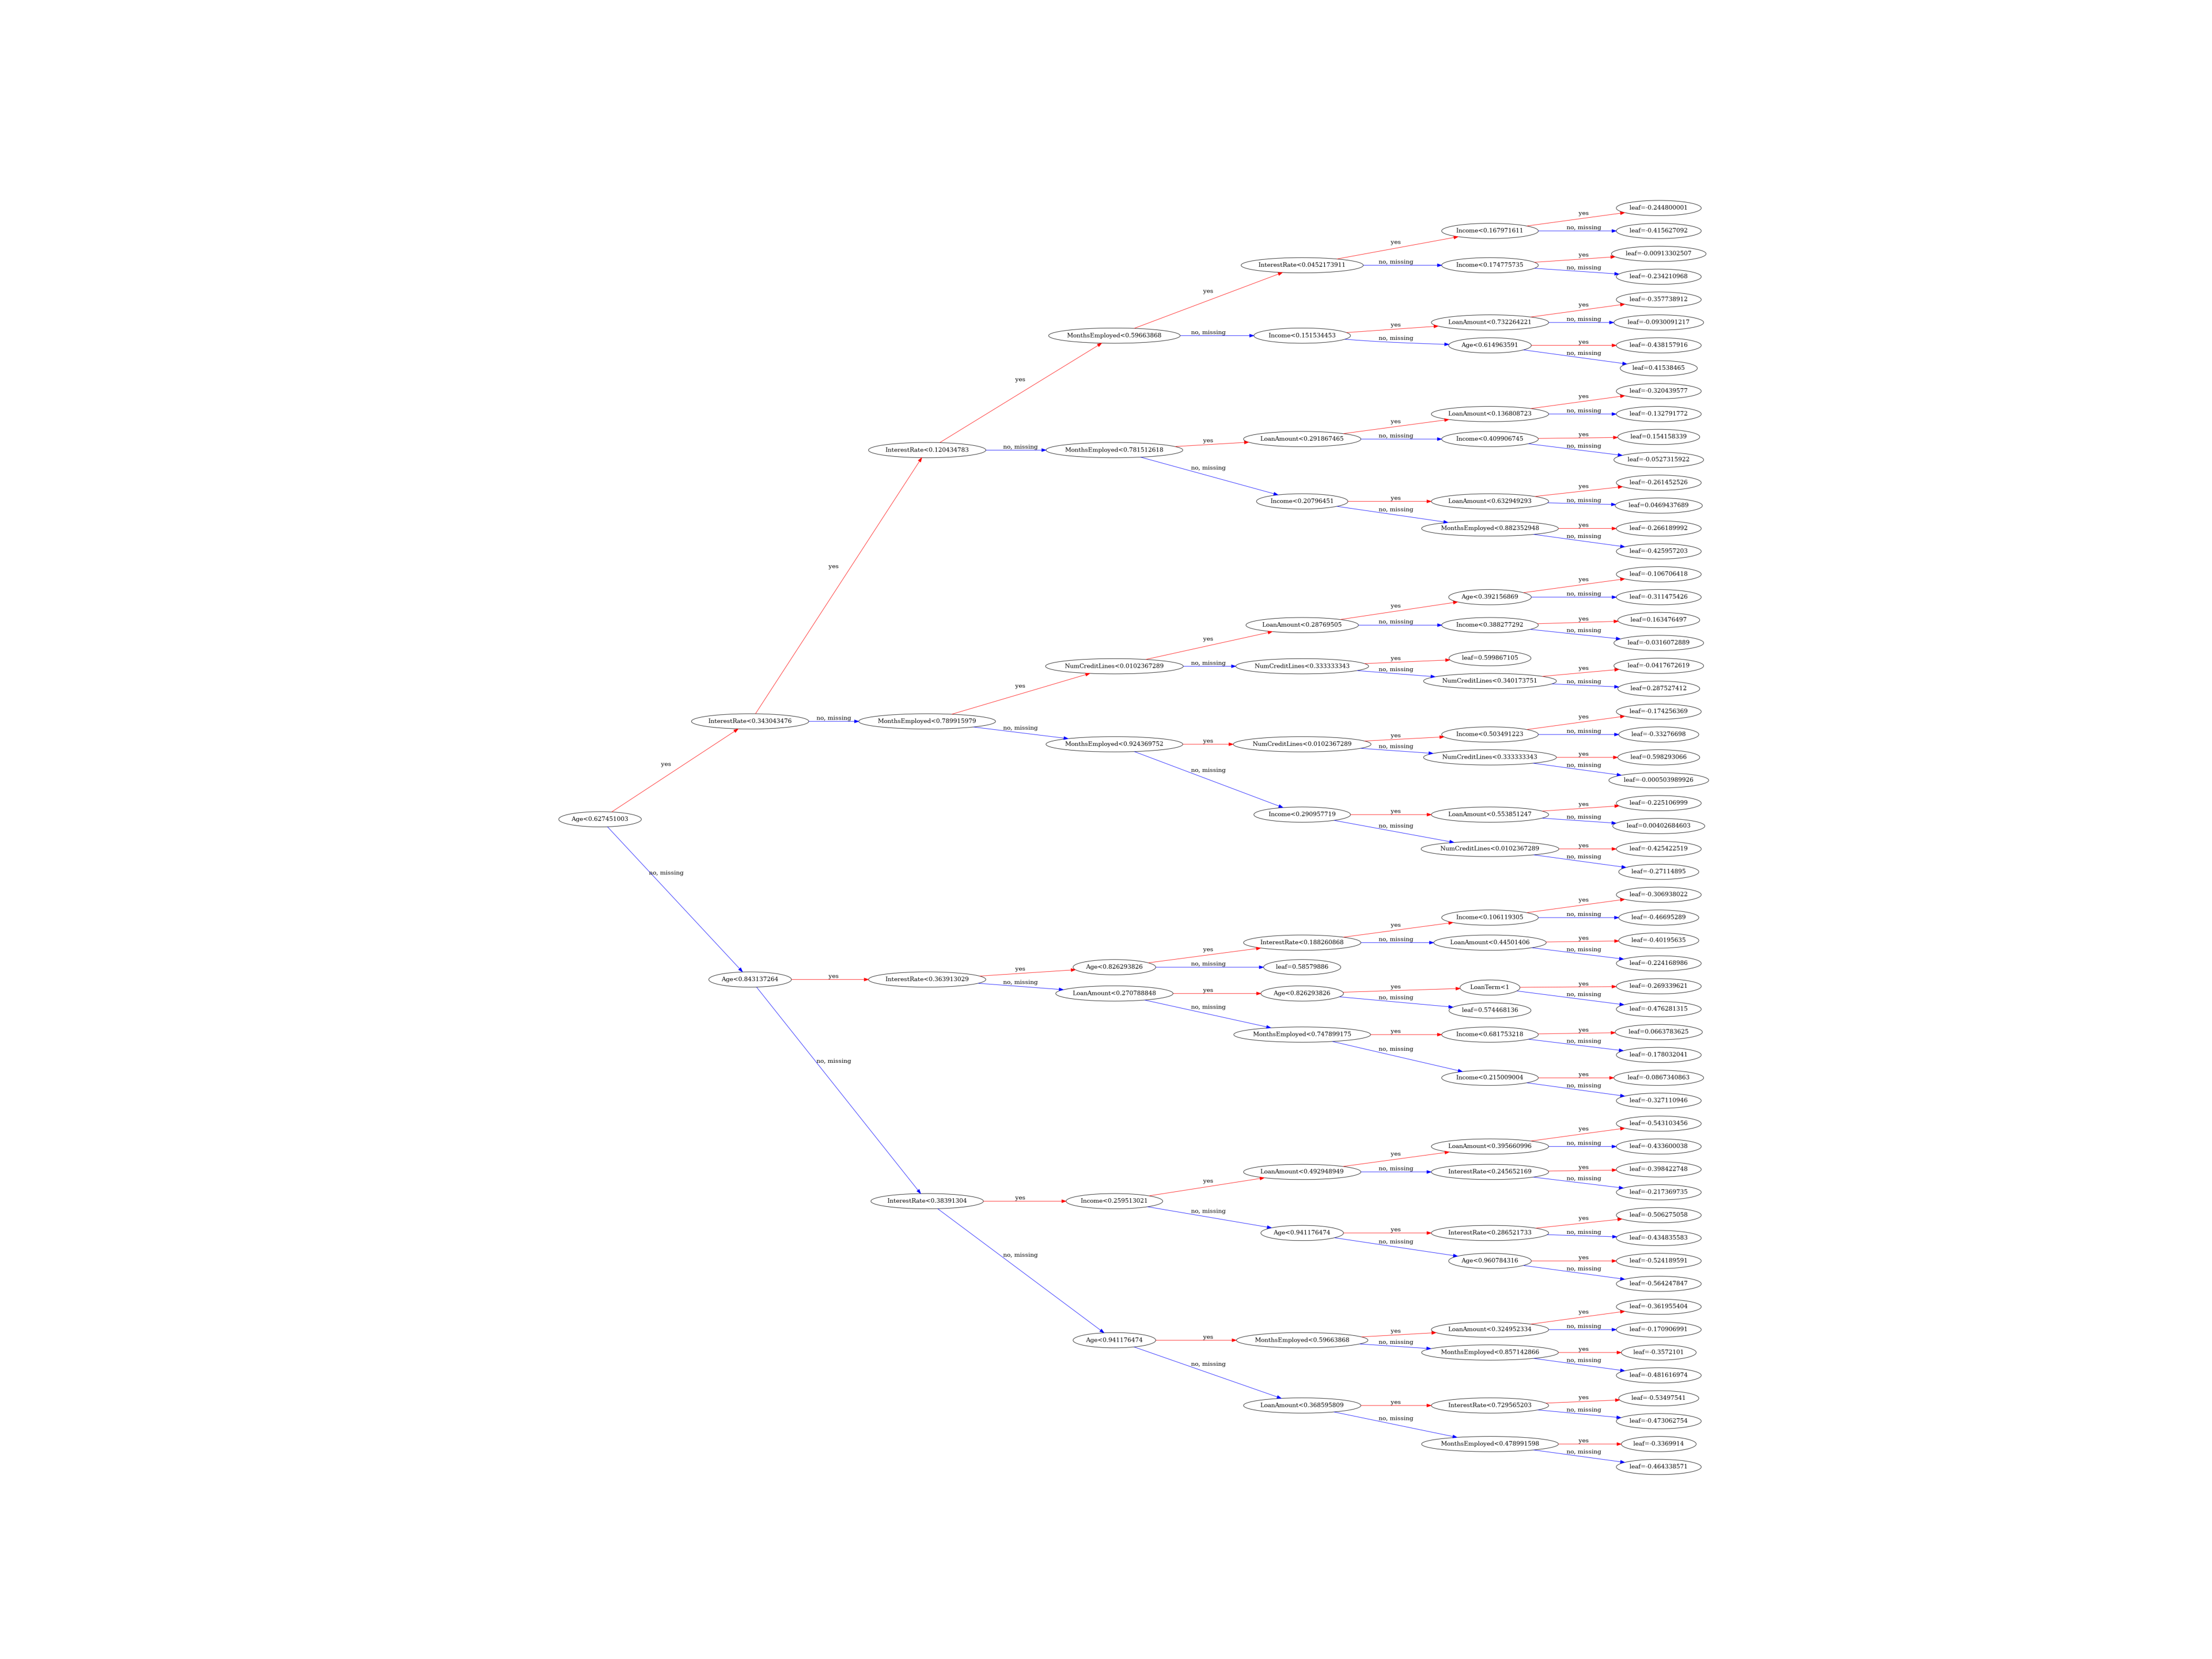 leaf=-0.244800001
yes
Income<0.167971611
no, missing
leaf=-0.415627092
yes
leaf=-0.00913302507
yes
InterestRate<0.0452173911
no, missing
Income<0.174775735
no, missing
leaf=-0.234210968
yes
leaf=-0.357738912
yes
LoanAmount<0.732264221
no, missing
leaf=-0.0930091217
MonthsEmployed<0.59663868
no, missing
Income<0.151534453
yes
no, missing
Age<0.614963591
yes
leaf=-0.438157916
no, missing
leaf=0.41538465
yes
leaf=-0.320439577
yes
LoanAmount<0.136808723
no, missing
leaf=-0.132791772
yes
InterestRate<0.120434783
no, missing
MonthsEmployed<0.781512618
yes
LoanAmount<0.291867465
yes
no, missing
Income<0.409906745
yes
leaf=0.154158339
no, missing
leaf=-0.0527315922
no, missing
Income<0.20796451
yes
LoanAmount<0.632949293
yes
leaf=-0.261452526
no, missing
leaf=0.0469437689
no, missing
MonthsEmployed<0.882352948
yes
leaf=-0.266189992
no, missing
leaf=-0.425957203
yes
leaf=-0.106706418
yes
Age<0.392156869
yes
no, missing
leaf=-0.311475426
yes
LoanAmount<0.28769505
no, missing
Income<0.388277292
yes
leaf=0.163476497
no, missing
leaf=-0.0316072889
yes
NumCreditLines<0.0102367289
no, missing
NumCreditLines<0.333333343
yes
leaf=0.599867105
no, missing
NumCreditLines<0.340173751
yes
leaf=-0.0417672619
no, missing
leaf=0.287527412
InterestRate<0.343043476
no, missing
MonthsEmployed<0.789915979
no, missing
MonthsEmployed<0.924369752
yes
NumCreditLines<0.0102367289
yes
Income<0.503491223
yes
leaf=-0.174256369
no, missing
leaf=-0.33276698
no, missing
NumCreditLines<0.333333343
yes
leaf=0.598293066
no, missing
leaf=-0.000503989926
yes
no, missing
Income<0.290957719
yes
LoanAmount<0.553851247
yes
leaf=-0.225106999
no, missing
leaf=0.00402684603
Age<0.627451003
no, missing
NumCreditLines<0.0102367289
yes
leaf=-0.425422519
no, missing
leaf=-0.27114895
no, missing
yes
leaf=-0.306938022
yes
Income<0.106119305
no, missing
leaf=-0.46695289
yes
InterestRate<0.188260868
no, missing
LoanAmount<0.44501406
yes
leaf=-0.40195635
no, missing
leaf=-0.224168986
Age<0.843137264
yes
InterestRate<0.363913029
yes
Age<0.826293826
no, missing
leaf=0.58579886
no, missing
LoanAmount<0.270788848
yes
Age<0.826293826
yes
LoanTerm<1
yes
leaf=-0.269339621
no, missing
leaf=-0.476281315
no, missing
leaf=0.574468136
no, missing
MonthsEmployed<0.747899175
yes
Income<0.681753218
yes
leaf=0.0663783625
no, missing
leaf=-0.178032041
no, missing
no, missing
Income<0.215009004
yes
leaf=-0.0867340863
no, missing
leaf=-0.327110946
yes
leaf=-0.543103456
yes
LoanAmount<0.395660996
no, missing
leaf=-0.433600038
yes
LoanAmount<0.492948949
no, missing
InterestRate<0.245652169
yes
leaf=-0.398422748
no, missing
leaf=-0.217369735
InterestRate<0.38391304
yes
Income<0.259513021
no, missing
Age<0.941176474
yes
InterestRate<0.286521733
yes
leaf=-0.506275058
no, missing
leaf=-0.434835583
no, missing
Age<0.960784316
yes
leaf=-0.524189591
no, missing
leaf=-0.564247847
no, missing
Age<0.941176474
yes
MonthsEmployed<0.59663868
yes
LoanAmount<0.324952334
yes
leaf=-0.361955404
no, missing
leaf=-0.170906991
no, missing
MonthsEmployed<0.857142866
yes
leaf=-0.3572101
no, missing
leaf=-0.481616974
no, missing
LoanAmount<0.368595809
yes
InterestRate<0.729565203
yes
leaf=-0.53497541
no, missing
leaf=-0.473062754
no, missing
MonthsEmployed<0.478991598
yes
leaf=-0.3369914
no, missing
leaf=-0.464338571